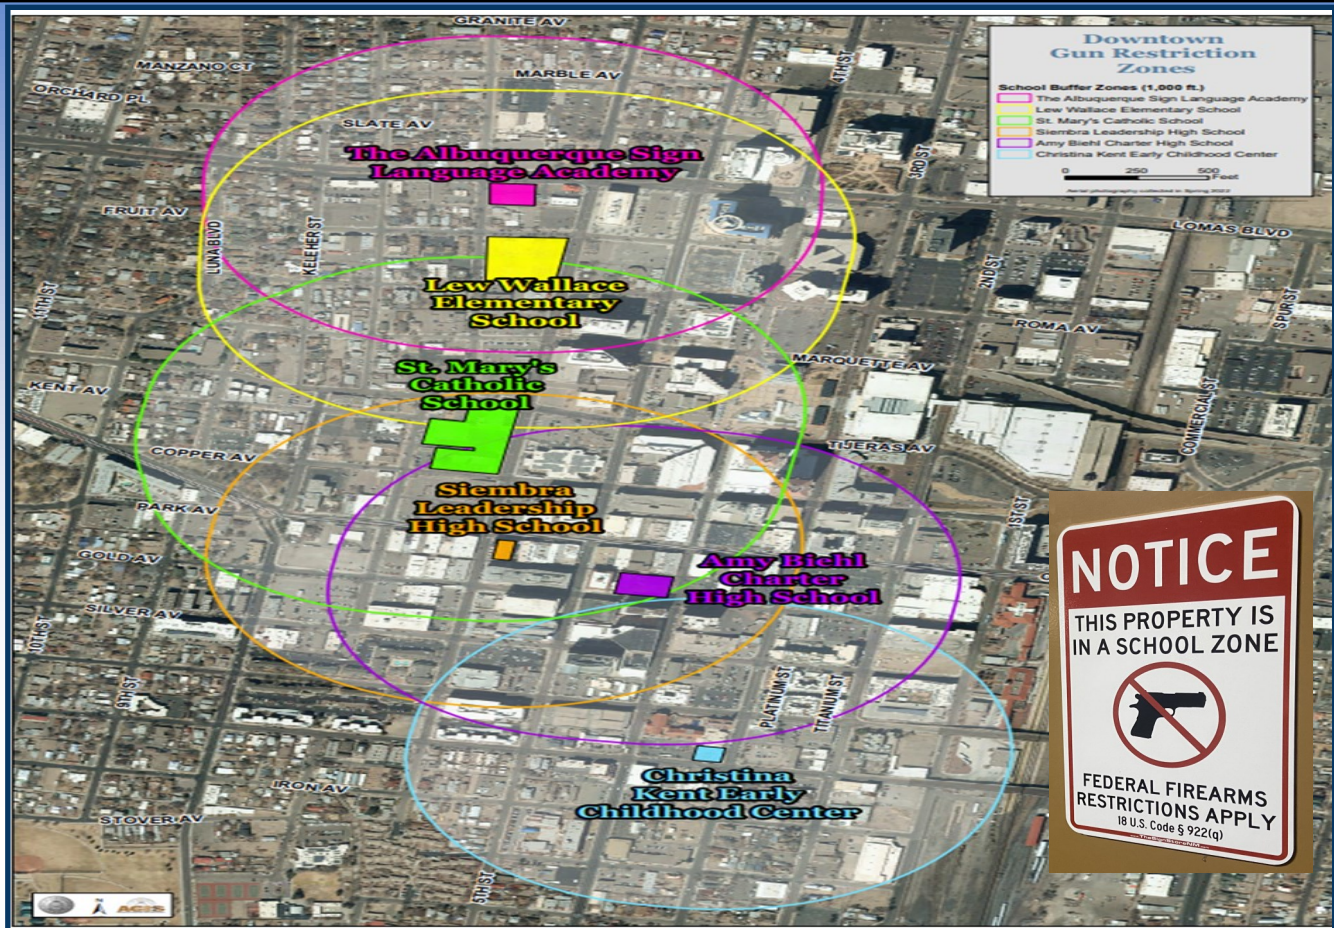 GRANITE AV
MANZANO CT
MARBLE AV
ORCHARD PL
SLATE AV
4TH ST
3RD ST
Downtown
Gun Restriction
Zones
School Buffer Zones (1,000 ft.)
The Albuquerque Sign Language Academy
Lew Wallace Elementary School
St. Mary's Catholic School
Siembra Leadership High School
Amy Biehl Charter High School
Christina Kent Early Childhood Center
0 250 500
Feet
Aerial photography collected in Spring 2022
The Albuquerque Sign
Language Academy
FRUIT AV
LUNA BLVD
KELEHER ST
LOMAS BLVD
2ND ST
11TH ST
SPUR ST
Lew Wallace
Elementary
School
ROMA AV
MARQUETTE AV
St. Mary's
Catholic
School
KENT AV
COMMERCIAL ST
COPPER AV
TIJERAS AV
PARK AV
Siembra
Leadership
High School
1ST ST
GOLD AV
Amy Biehl
Charter
High School
SILVER AV
10TH ST
9TH ST
PLATINUM ST
TITANIUM ST
Christina
Kent Early
Childhood Center
IRON AV
STOVER AV
5TH ST
AGIS
NOTICE
THIS PROPERTY IS
IN A SCHOOL ZONE
FEDERAL FIREARMS
RESTRICTIONS APPLY
18 U.S. Code § 922(q)